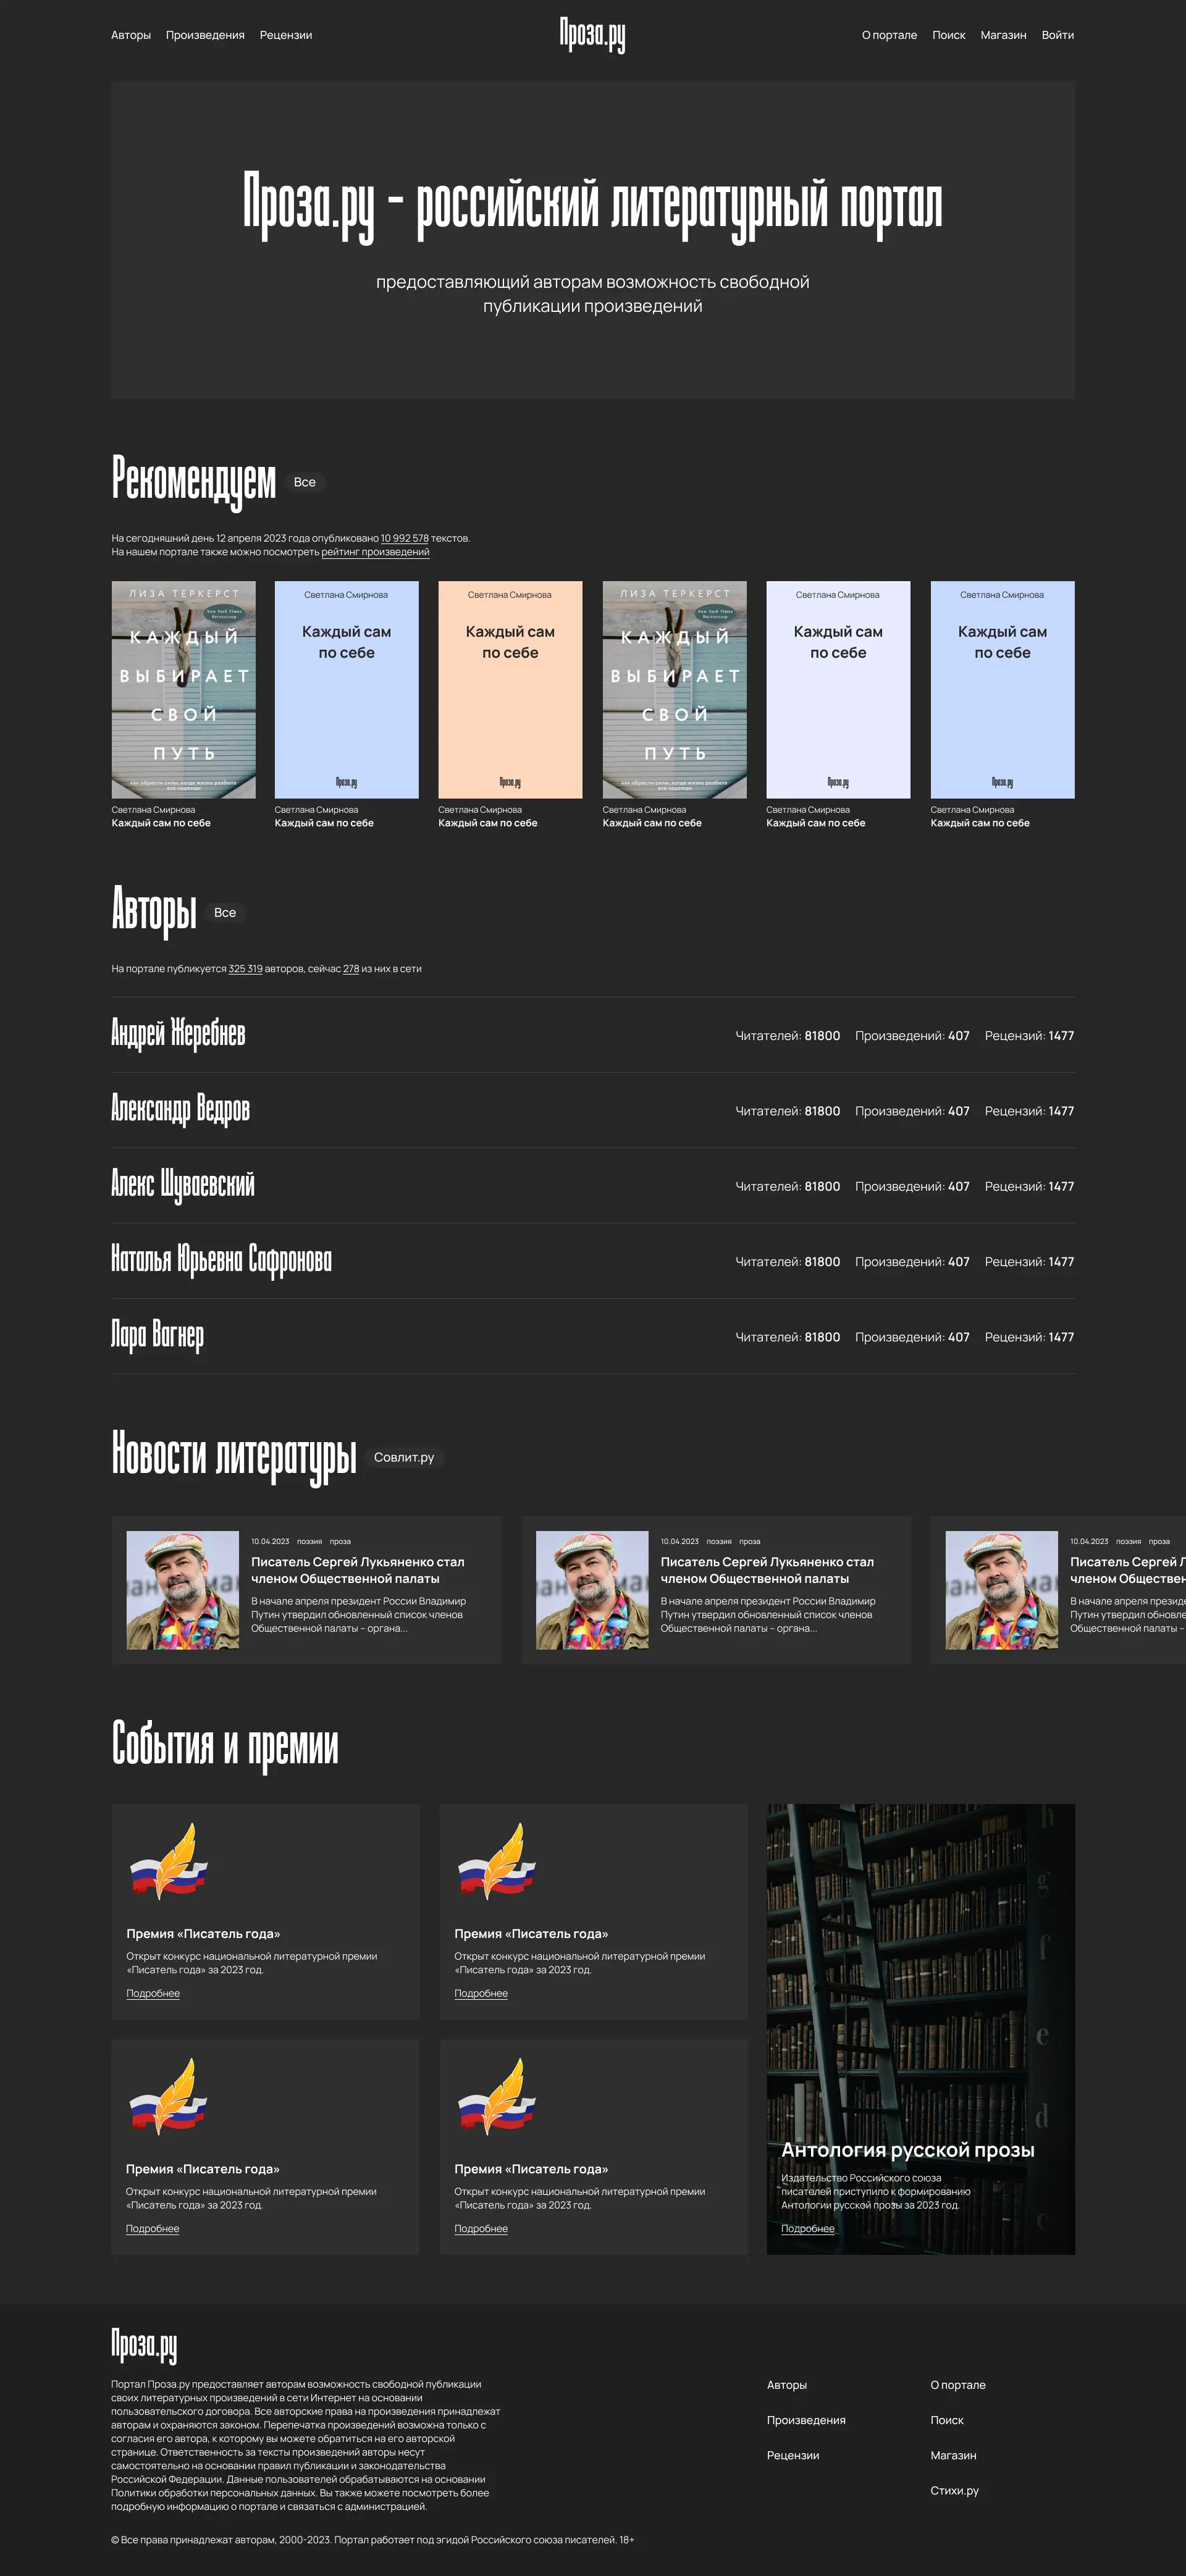 Авторы Произведения Рецензии
Проза.ру
О портале Поиск Магазин Войти
Проза.ру - российский литературный портал
предоставляющий авторам возможность свободной
публикации произведений
Рекомендуем Все
На сегодняшний день 12 апреля 2023 года опубликовано 10 992 578 текстов.
На нашем портале также можно посмотреть рейтинг произведений
ЛИЗА ТЕРКЕРСТ
New York Times
Бестселлер
КАЖДЫЙ
ВЫБИРАЕТ
СВОЙ
ПУТЬ
как обрести силы, когда жизнь разбила
все надежды
Светлана Смирнова
Каждый сам по себе
Светлана Смирнова
Каждый сам
по себе
Проза.ру
Светлана Смирнова
Каждый сам по себе
Светлана Смирнова
Каждый сам
по себе
Проза.ру
Светлана Смирнова
Каждый сам по себе
ЛИЗА ТЕРКЕРСТ
New York Times
Бестселлер
КАЖДЫЙ
ВЫБИРАЕТ
СВОЙ
ПУТЬ
как обрести силы, когда жизнь разбила
все надежды
Светлана Смирнова
Каждый сам по себе
Светлана Смирнова
Каждый сам
по себе
Проза.ру
Светлана Смирнова
Каждый сам по себе
Светлана Смирнова
Каждый сам
по себе
Проза.ру
Светлана Смирнова
Каждый сам по себе
Авторы Все
На портале публикуется 325 319 авторов, сейчас 278 из них в сети
Андрей Жеребнев Читателей: 81800 Произведений: 407 Рецензий: 1477
Александр Ведров Читателей: 81800 Произведений: 407 Рецензий: 1477
Алекс Шуваевский Читателей: 81800 Произведений: 407 Рецензий: 1477
Наталья Юрьевна Сафронова Читателей: 81800 Произведений: 407 Рецензий: 1477
Лара Вагнер Читателей: 81800 Произведений: 407 Рецензий: 1477
Новости литературы Совлит.ру
10.04.2023 поэзия проза
Писатель Сергей Лукьяненко стал
членом Общественной палаты
В начале апреля президент России Владимир
Путин утвердил обновленный список членов
Общественной палаты – органа...
10.04.2023 поэзия проза
Писатель Сергей Лукьяненко стал
членом Общественной палаты
В начале апреля президент России Владимир
Путин утвердил обновленный список членов
Общественной палаты – органа...
10.04.2023 поэзия проза
Писатель Сергей
членом
В начале апреля
Путин утвердил
Общественной палаты –
События и премии
Премия «Писатель года»
Открыт конкурс национальной литературной премии
«Писатель года» за 2023 год.
Подробнее
Премия «Писатель года»
Открыт конкурс национальной литературной премии
«Писатель года» за 2023 год.
Подробнее
Премия «Писатель года»
Открыт конкурс национальной литературной премии
«Писатель года» за 2023 год.
Подробнее
Премия «Писатель года»
Открыт конкурс национальной литературной премии
«Писатель года» за 2023 год.
Подробнее
h
g
f
e
d
c
Антология русской прозы
Издательство Российского союза
писателей приступило к формированию
Антологии русской прозы за 2023 год.
Подробнее
Проза.ру
Портал Проза.ру предоставляет авторам возможность свободной публикации
своих литературных произведений в сети Интернет на основании
пользовательского договора. Все авторские права на произведения принадлежат
авторам и охраняются законом. Перепечатка произведений возможна только с
согласия его автора, к которому вы можете обратиться на его авторской
странице. Ответственность за тексты произведений авторы несут
самостоятельно на основании правил публикации и законодательства
Российской Федерации. Данные пользователей обрабатываются на основании
Политики обработки персональных данных. Вы также можете посмотреть более
подробную информацию о портале и связаться с администрацией.
Авторы
Произведения
Рецензии
О портале
Поиск
Магазин
Стихи.ру
© Все права принадлежат авторам, 2000-2023. Портал работает под эгидой Российского союза писателей. 18+